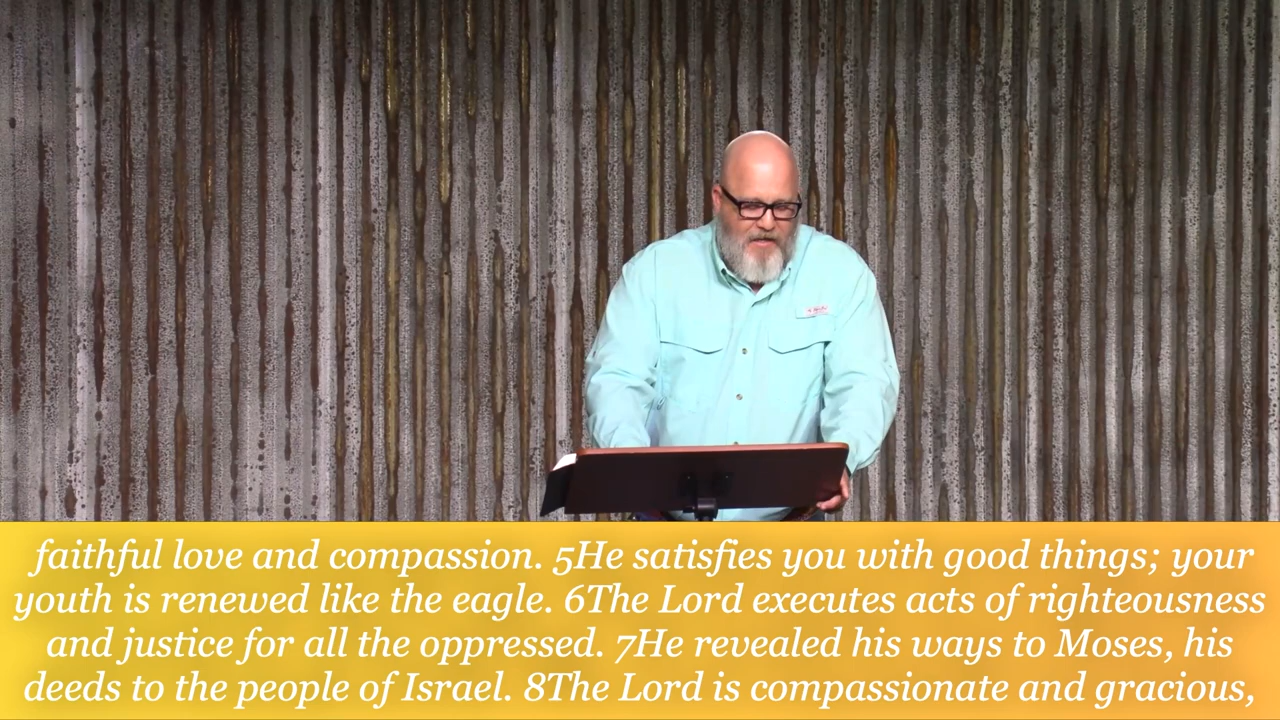 faithful love and compassion. 5He satisfies you with good things; your
youth is renewed like the eagle. 6The Lord executes acts of righteousness
and justice for all the oppressed. 7He revealed his ways to Moses, his
deeds to the people of Israel. 8The Lord is compassionate and gracious,